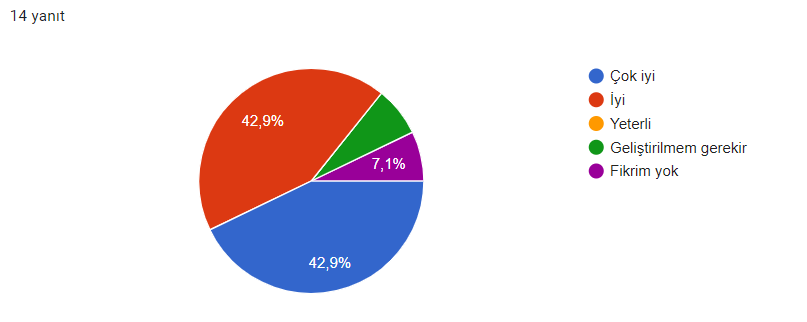 14 yanıt
42,9%
7,1%
42,9%
Çok iyi
İyi
Yeterli
Geliştirilmem gerekir
Fikrim yok